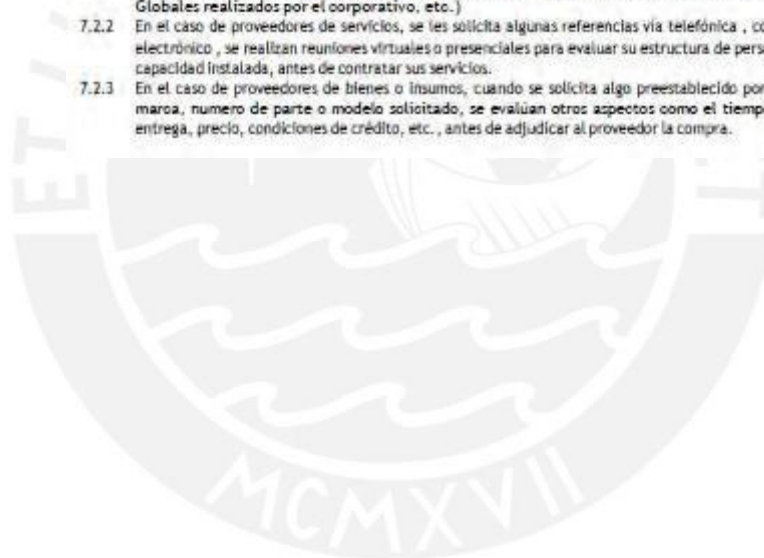 Globales realizados por el corporativo, etc.)
7.2.2 En el caso de proveedores de servicios, se les solicita algunas referencias vía telefónica , co
electrónico , se realizan reuniones virtuales o presenciales para evaluar su estructura de pers
capacidad instalada, antes de contratar sus servicios.
7.2.3 En el caso de proveedores de bienes o insumos, cuando se solicita algo preestablecido por
marca, numero de parte o modelo solicitado, se evalúan otros aspectos como el tiempo
entrega, precio, condiciones de crédito, etc. , antes de adjudicar al proveedor la compra.
ET
MCMXVII